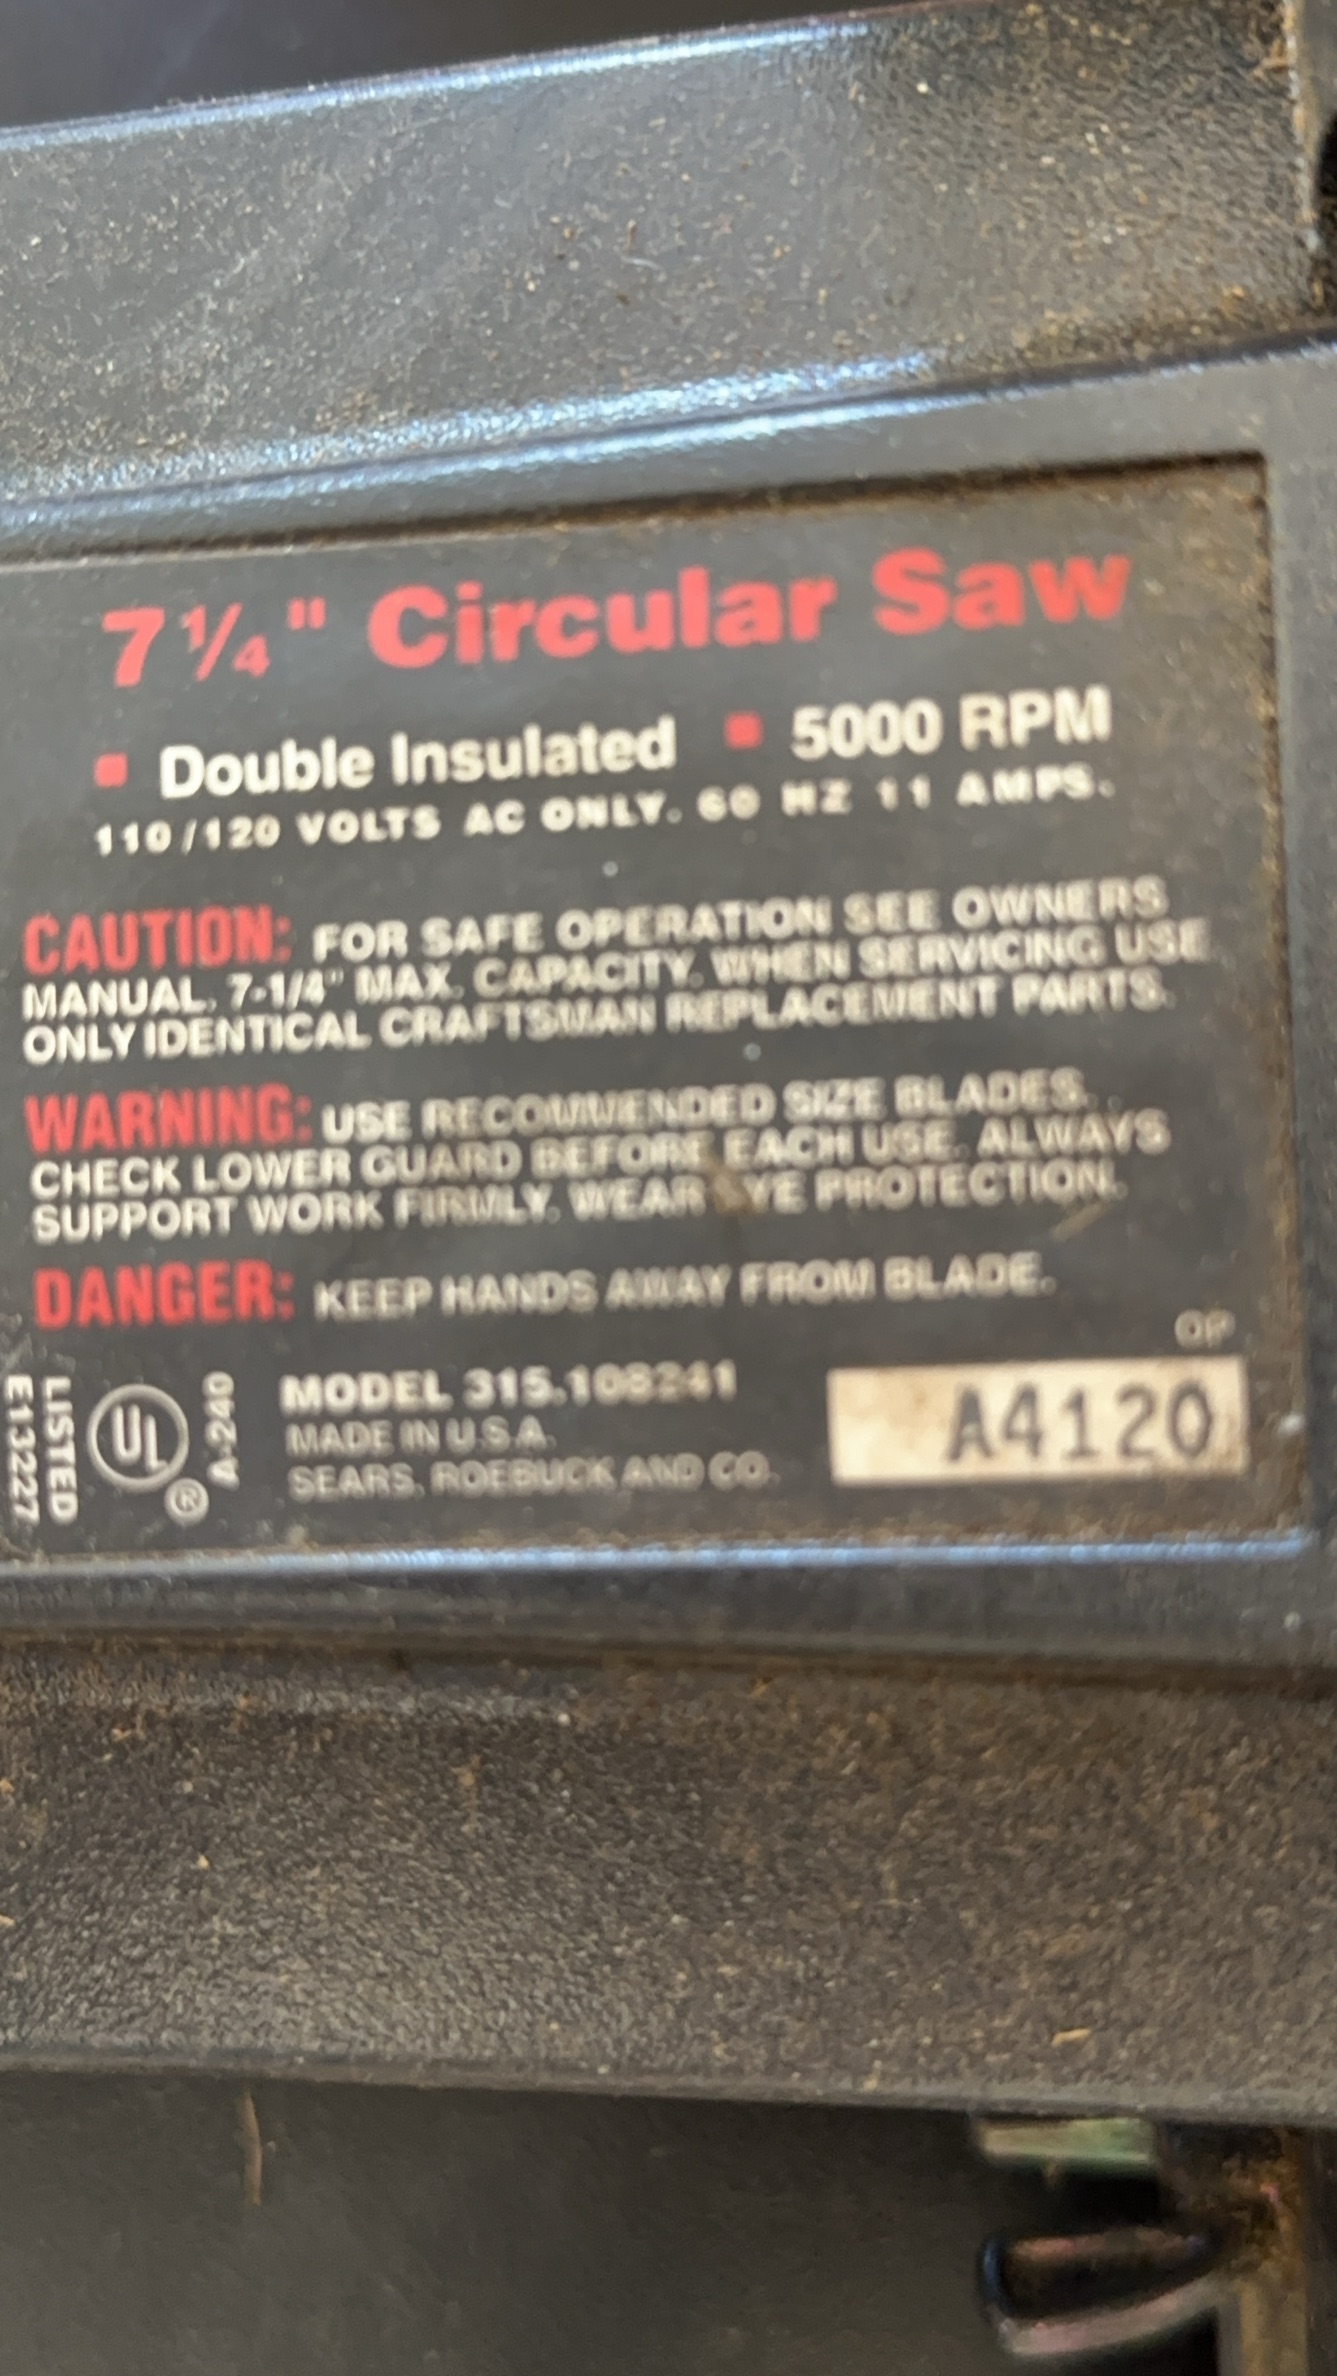 7 1/4" Circular Saw
▪ Double Insulated ▪ 5000 RPM
110/120 VOLTS AC ONLY. 60 HZ 11 AMPS.
CAUTION: FOR SAFE OPERATION SEE OWNERS
MANUAL. 7-1/4" MAX. CAPACITY. WHEN SERVICING USE
ONLY IDENTICAL CRAFTSMAN REPLACEMENT PARTS.
WARNING: USE RECOMMENDED SIZE BLADES.
CHECK LOWER GUARD BEFORE EACH USE. ALWAYS
SUPPORT WORK FIRMLY. WEAR EYE PROTECTION.
DANGER: KEEP HANDS AWAY FROM BLADE.
OP
LISTED
E13227
UL
®
A-240
MODEL 315.108241
MADE IN U.S.A.
SEARS, ROEBUCK AND CO.
A4120